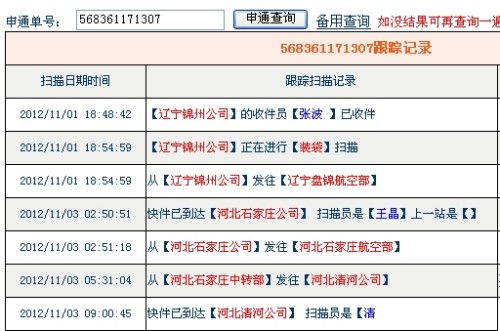 申通单号： 568361171307 申通查询 备用查询 如没结果可再查询一遍
568361171307跟踪记录
扫描日期时间 跟踪扫描记录
2012/11/01 18:48:42 【辽宁锦州公司】的收件员【张波 】已收件
2012/11/01 18:54:59 【辽宁锦州公司】正在进行【装袋】扫描
2012/11/01 18:54:59 从【辽宁锦州公司】发往【辽宁盘锦航空部】
2012/11/03 02:50:51 快件已到达【河北石家庄公司】 扫描员是【王晶】上一站是【】
2012/11/03 02:51:18 从【河北石家庄公司】发往【河北石家庄航空部】
2012/11/03 05:31:04 从【河北石家庄中转部】发往【河北清河公司】
2012/11/03 09:00:45 快件已到达【河北清河公司】 扫描员是【清